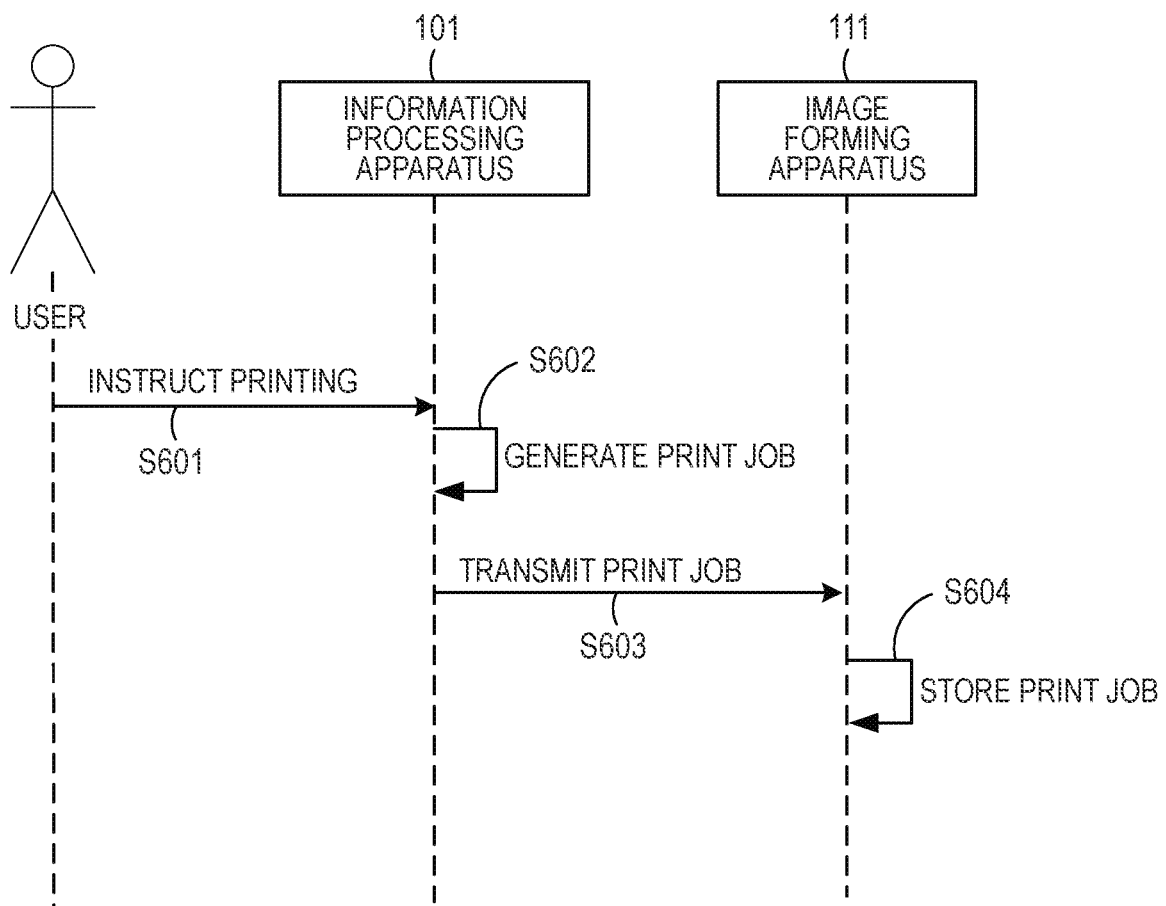 101
111
INFORMATION
PROCESSING
APPARATUS
IMAGE
FORMING
APPARATUS
USER
S602
INSTRUCT PRINTING
S601
GENERATE PRINT JOB
TRANSMIT PRINT JOB
S604
S603
STORE PRINT JOB